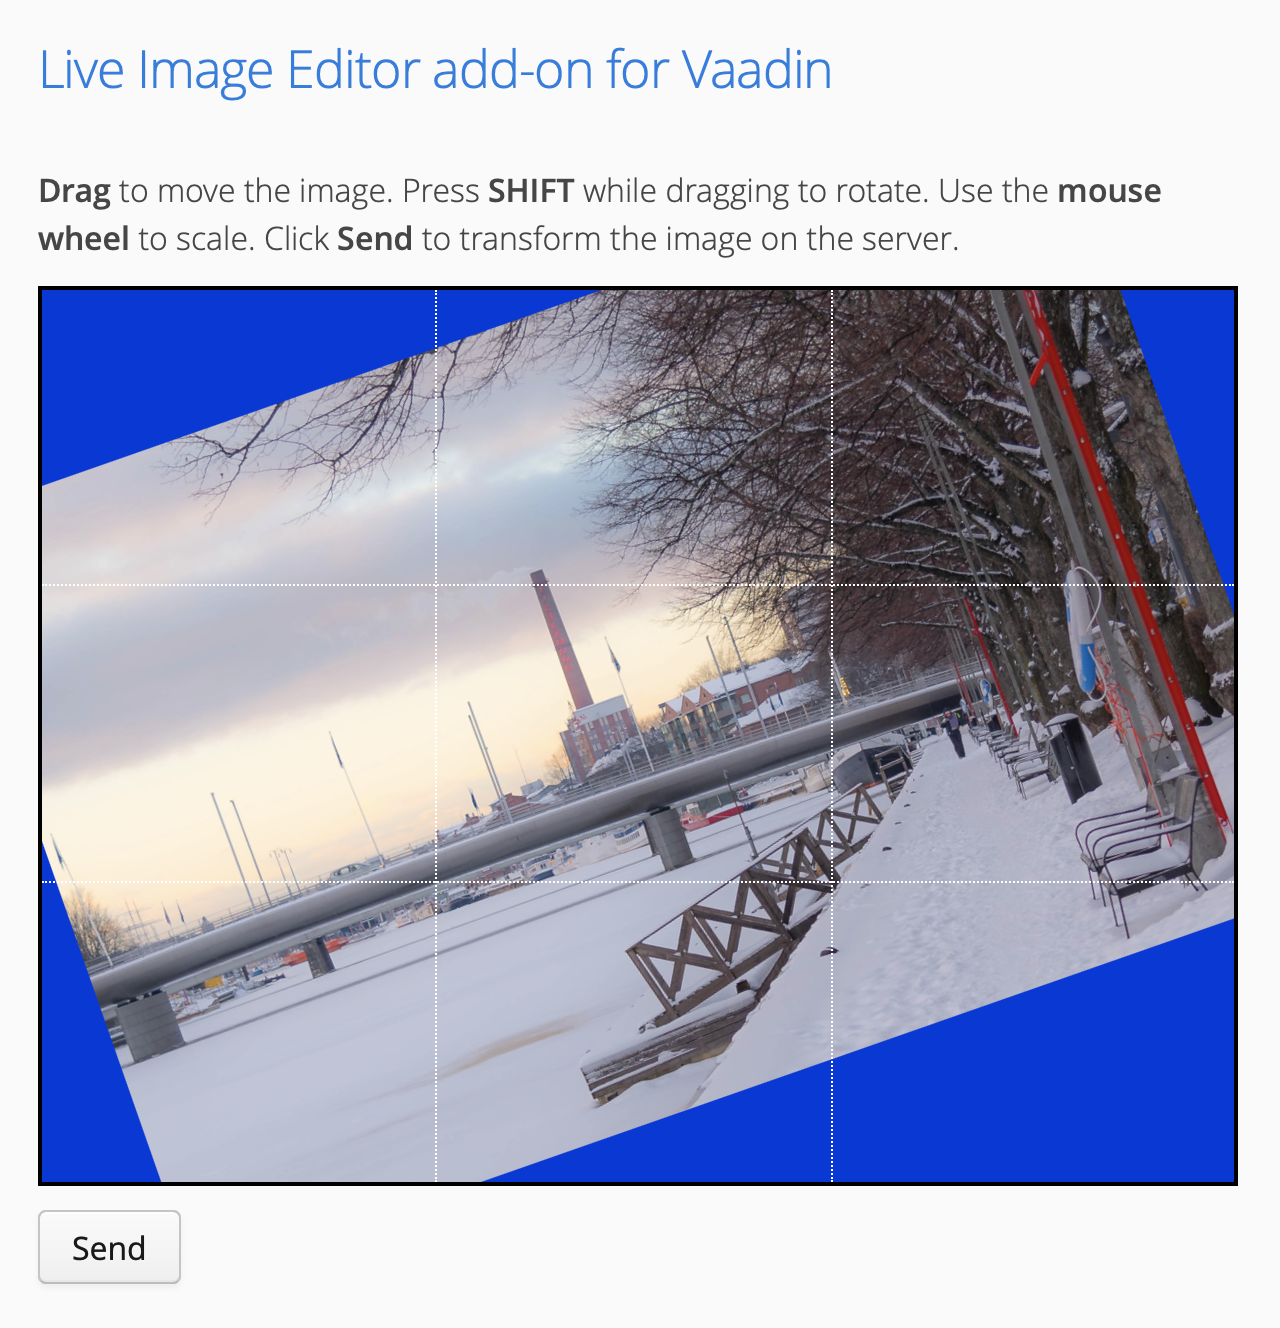 Live Image Editor add-on for Vaadin
Drag to move the image. Press SHIFT while dragging to rotate. Use the mouse
wheel to scale. Click Send to transform the image on the server.
Send